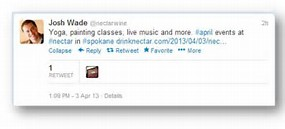 Josh Wade @nectarwine 2h
Yoga, painting classes, live music and more. #april events at
#nectar in #spokane drinknectar.com/2013/04/03/nec...
Collapse Reply Retweet Favorite More
1
RETWEET
1:09 PM - 3 Apr 13 · Details